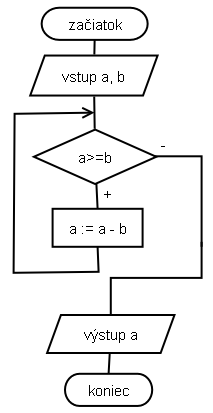 začiatok
vstup a, b
a>=b
-
+
a := a - b
výstup a
koniec